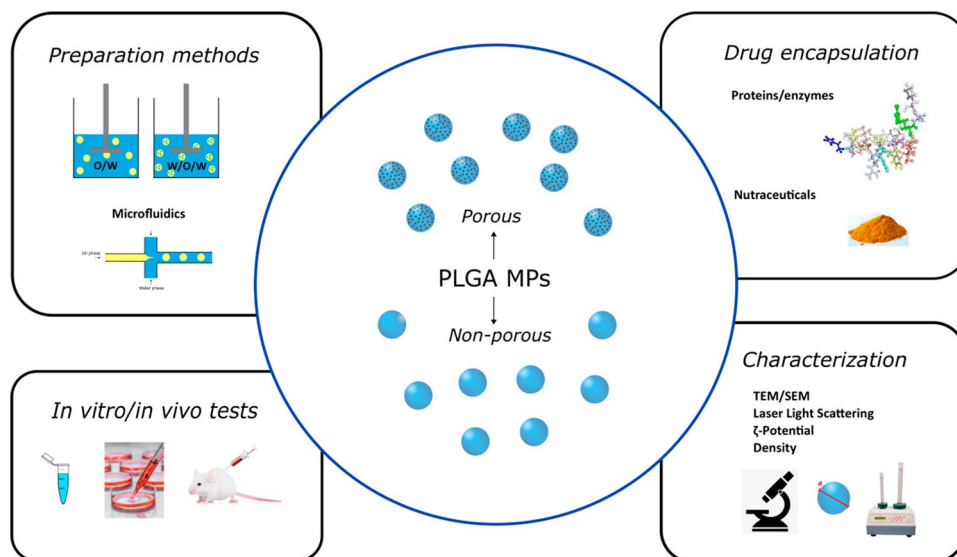 Preparation methods
O/W
W/O/W
Microfluidics
Oil phase
Water phase
Drug encapsulation
Proteins/enzymes
Nutraceuticals
Porous
PLGA MPs
Non-porous
In vitro/in vivo tests
Characterization
TEM/SEM
Laser Light Scattering
ζ-Potential
Density
d